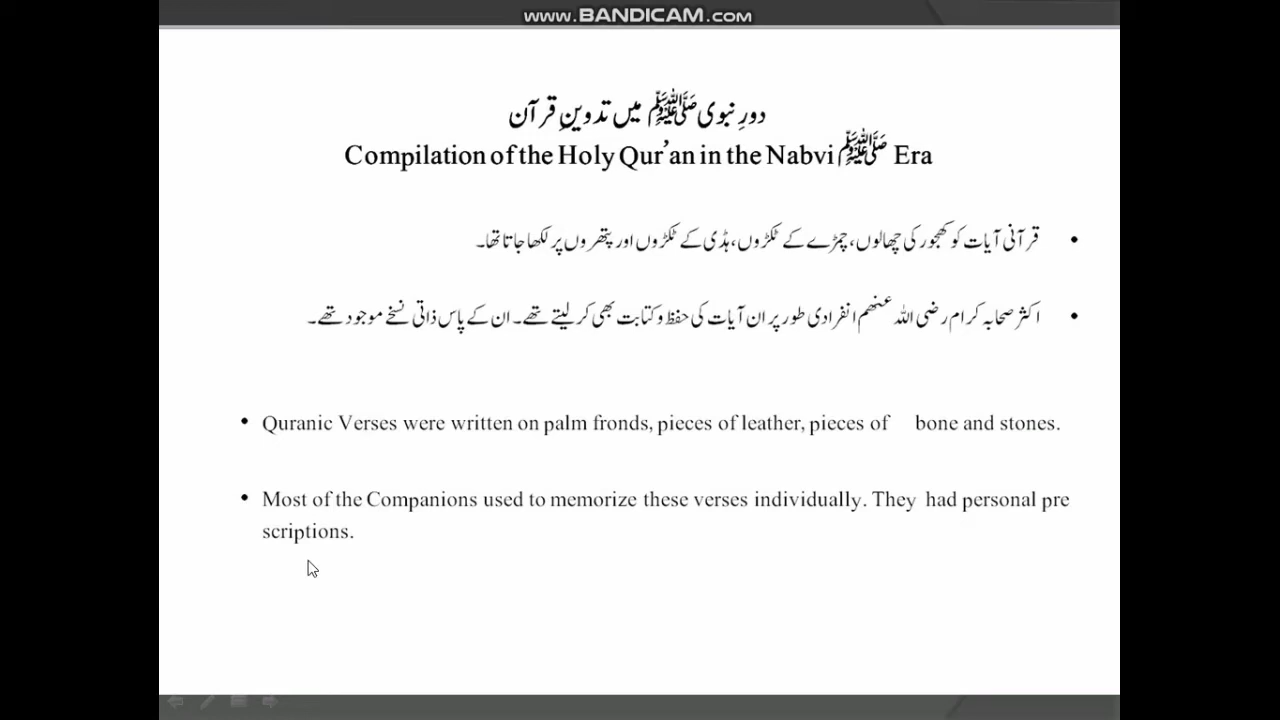 www.BANDICAM.com
دورِ نبوی ﷺ میں تدوینِ قرآن
Compilation of the Holy Qur'an in the Nabvi ﷺ Era
• قرآنی آیات کو کھجور کی چھالوں، چمڑے کے ٹکڑوں، ہڈی کے ٹکڑوں اور پتھروں پر لکھا جاتا تھا۔
• اکثر صحابہ کرام رضی اللہ عنھم انفرادی طور پر ان آیات کی حفظ و کتابت بھی کر لیتے تھے۔ ان کے پاس ذاتی نسخے موجود تھے۔
• Quranic Verses were written on palm fronds, pieces of leather, pieces of bone and stones.
• Most of the Companions used to memorize these verses individually. They had personal pre
scriptions.